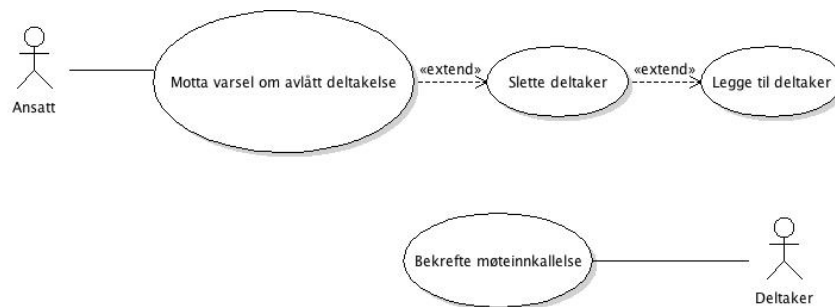 Ansatt
Motta varsel om avlått deltakelse
«extend»
Slette deltaker
«extend»
Legge til deltaker
Bekrefte møteinnkallelse
Deltaker